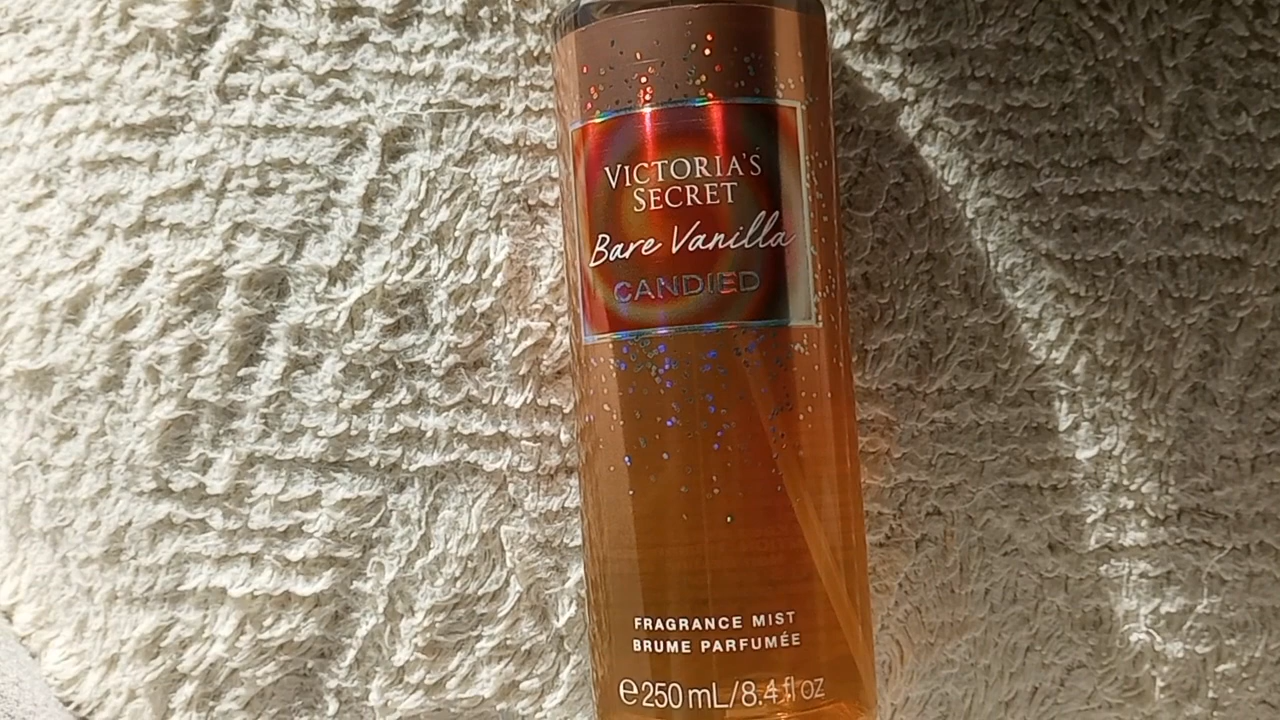 VICTORIA'S
SECRET
Bare Vanilla
CANDIED
FRAGRANCE MIST
BRUME PARFUMÉE
℮250 mL/8.4 fl oz